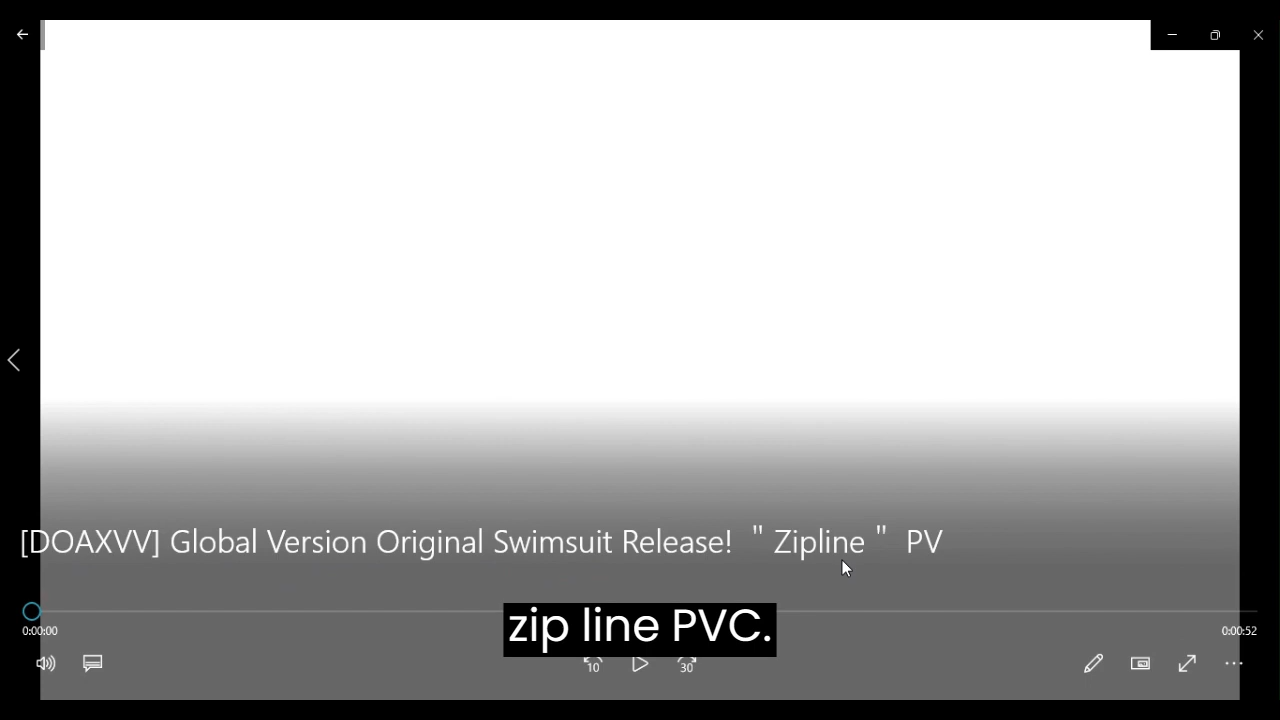 [DOAXVV] Global Version Original Swimsuit Release! " Zipline " PV
zip line PVC.
0:00:00
0:00:52
10
30